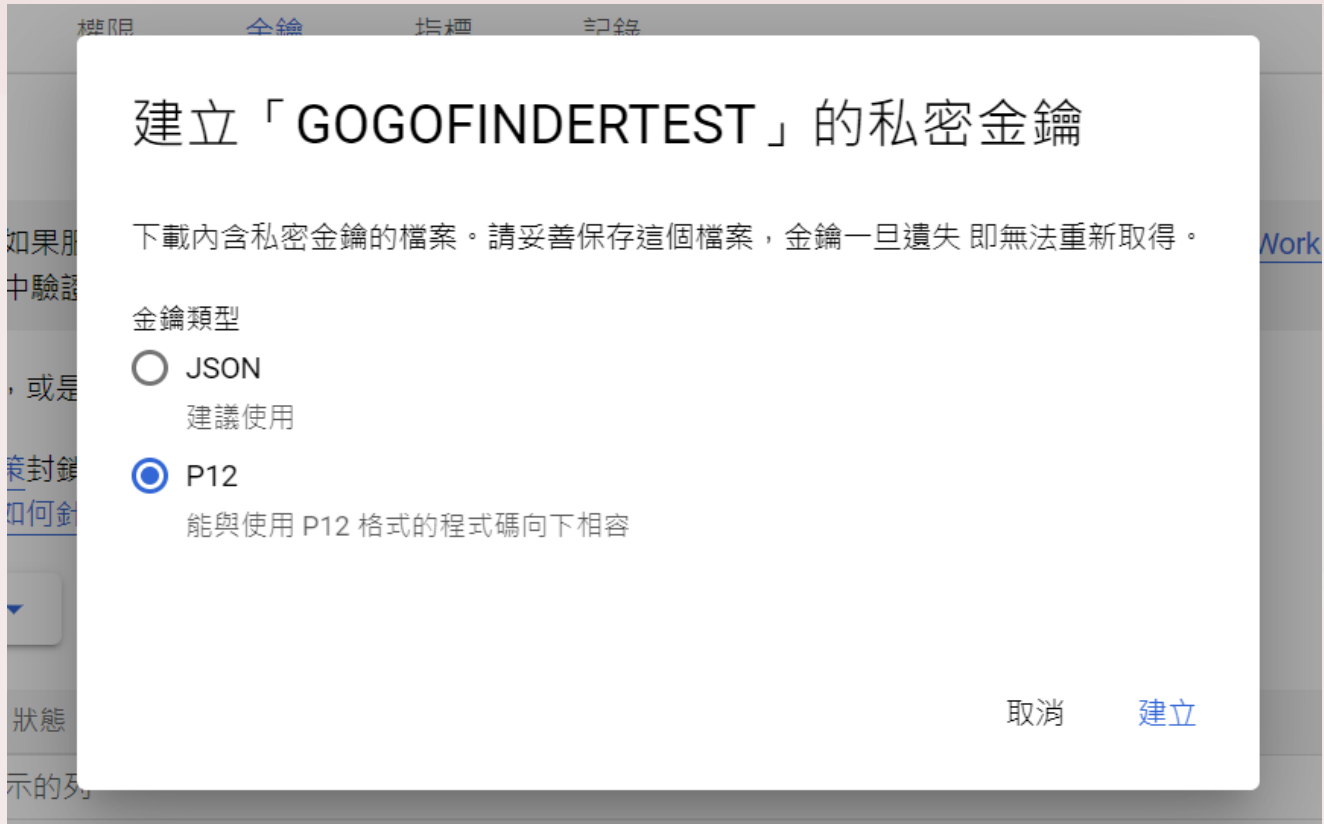 權限 金鑰 指標 記錄
建立「GOGOFINDERTEST」的私密金鑰
如果服
下載內含私密金鑰的檔案。請妥善保存這個檔案,金鑰一旦遺失 即無法重新取得。
Work
中驗證
金鑰類型
JSON
,或是
建議使用
策封鎖
P12
如何針
能與使用 P12 格式的程式碼向下相容
取消 建立
狀態
示的列